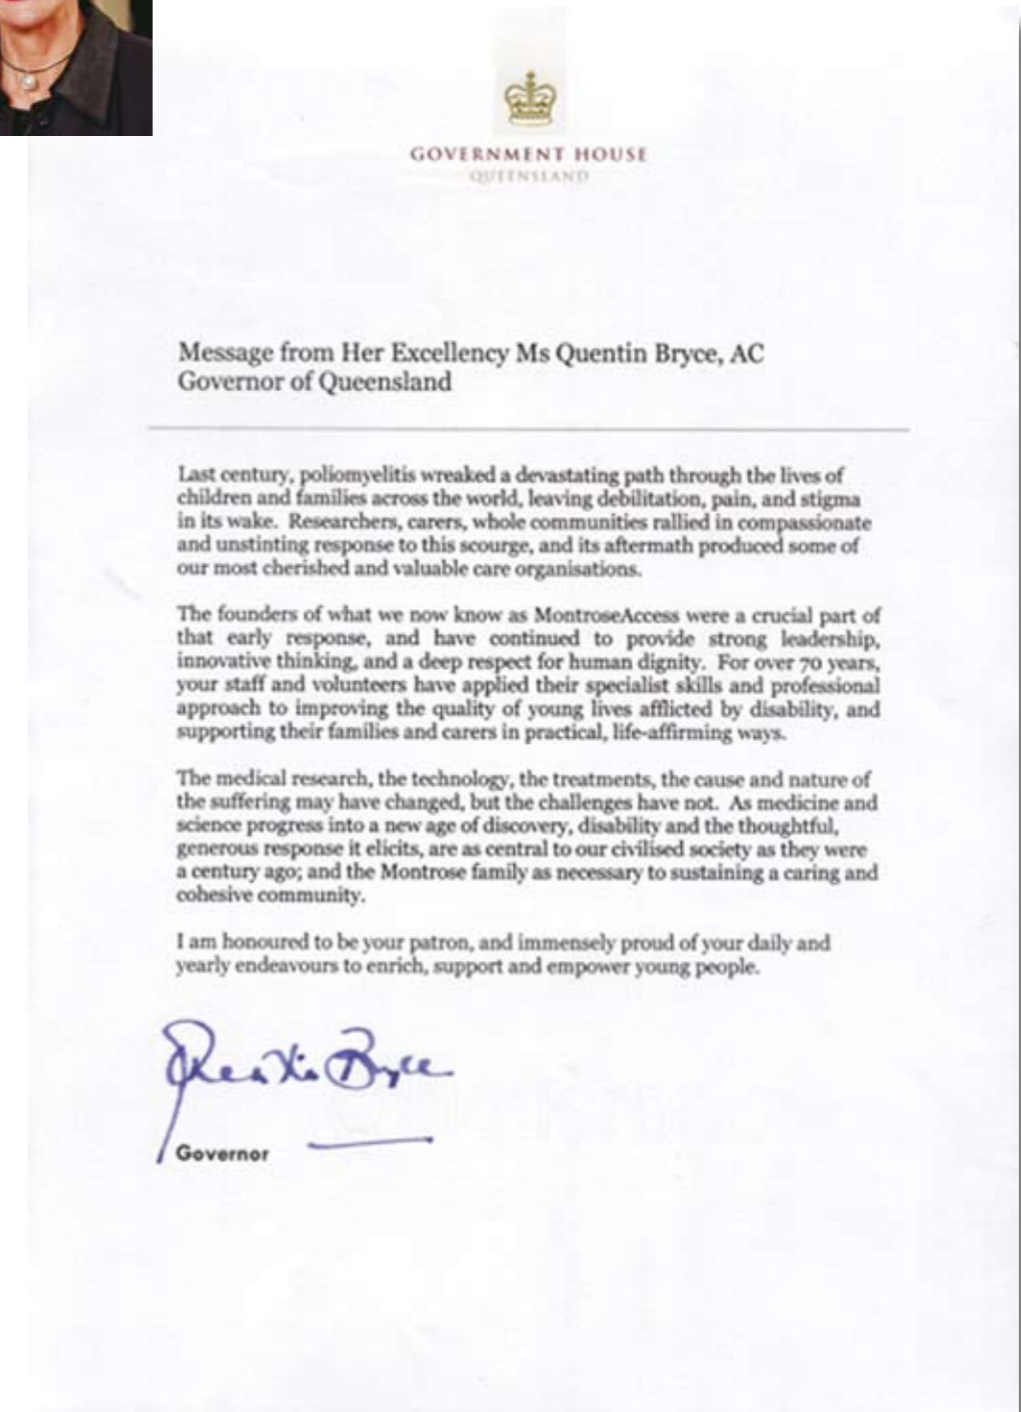 GOVERNMENT HOUSE
QUEENSLAND
Message from Her Excellency Ms Quentin Bryce, AC
Governor of Queensland
Last century, poliomyelitis wreaked a devastating path through the lives of
children and families across the world, leaving debilitation, pain, and stigma
in its wake. Researchers, carers, whole communities rallied in compassionate
and unstinting response to this scourge, and its aftermath produced some of
our most cherished and valuable care organisations.
The founders of what we now know as MontroseAccess were a crucial part of
that early response, and have continued to provide strong leadership,
innovative thinking, and a deep respect for human dignity. For over 70 years,
your staff and volunteers have applied their specialist skills and professional
approach to improving the quality of young lives afflicted by disability, and
supporting their families and carers in practical, life-affirming ways.
The medical research, the technology, the treatments, the cause and nature of
the suffering may have changed, but the challenges have not. As medicine and
science progress into a new age of discovery, disability and the thoughtful,
generous response it elicits, are as central to our civilised society as they were
a century ago; and the Montrose family as necessary to sustaining a caring and
cohesive community.
I am honoured to be your patron, and immensely proud of your daily and
yearly endeavours to enrich, support and empower young people.
Quentin Bryce
Governor